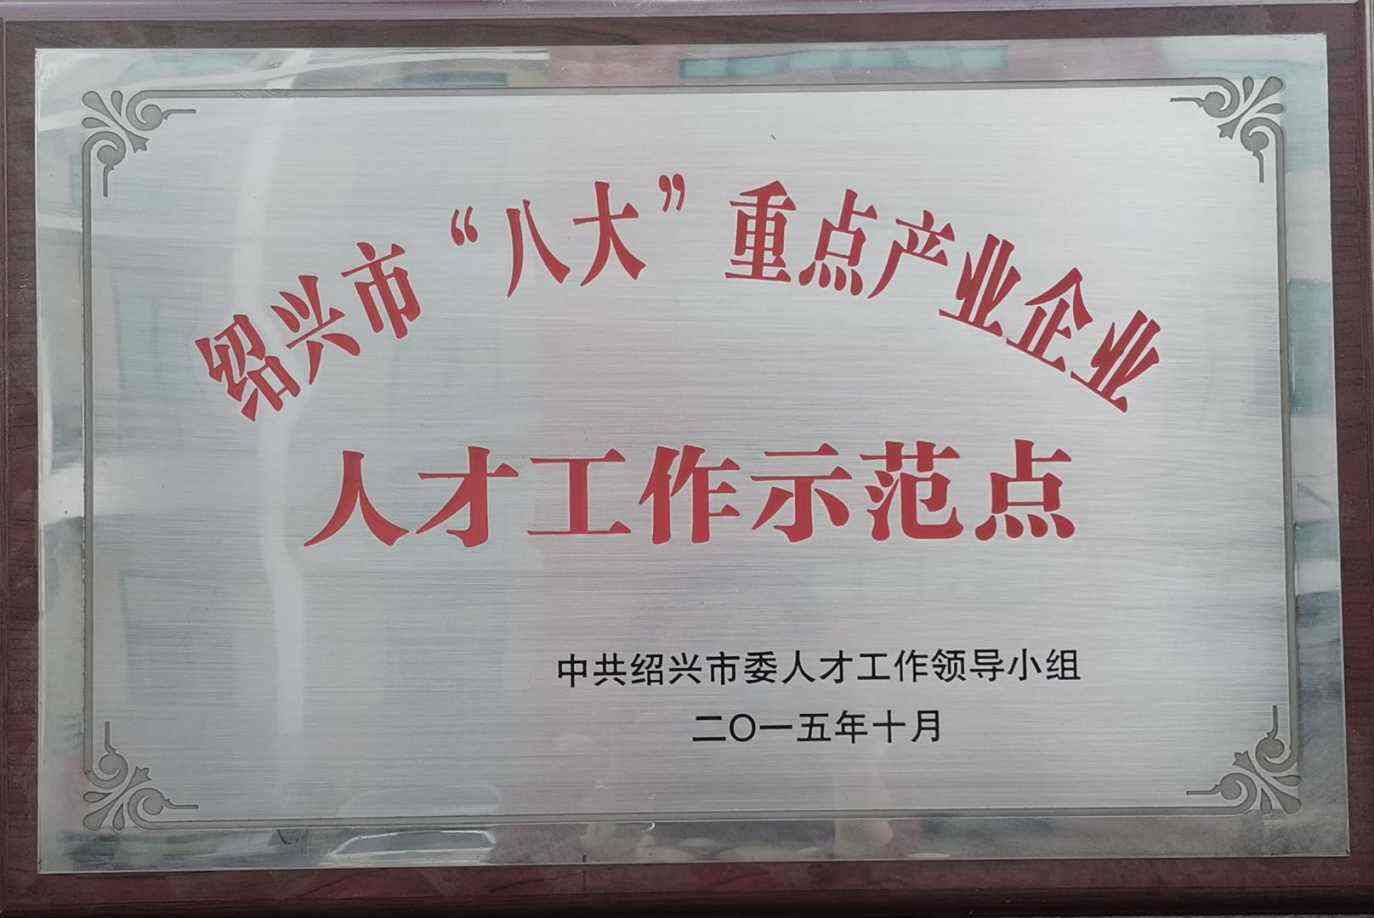 绍兴市“八大”重点产业企业
人才工作示范点
中共绍兴市委人才工作领导小组
二〇一五年十月